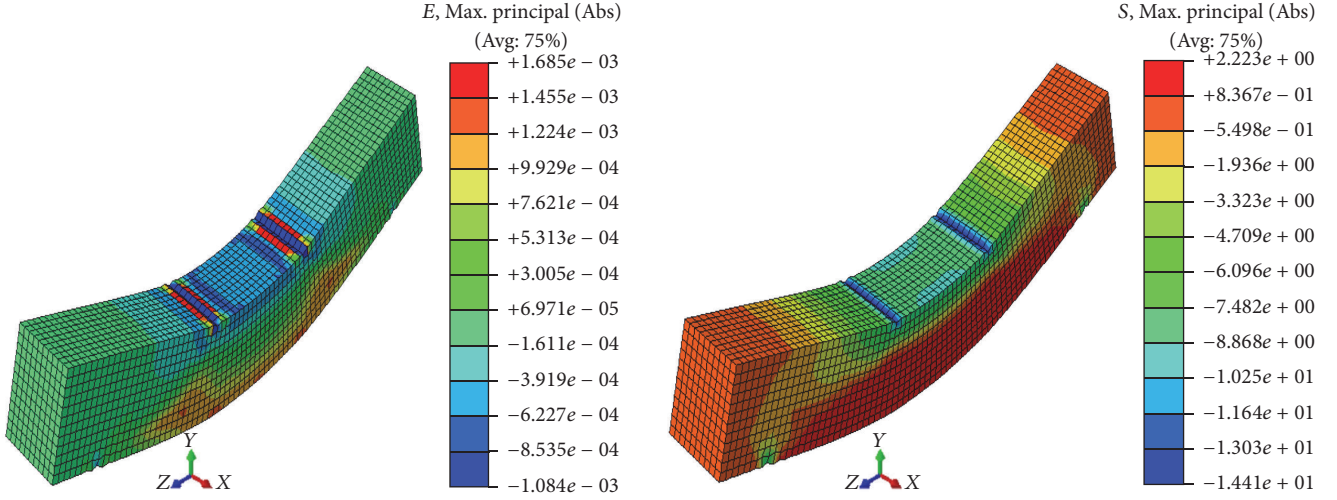 E, Max. principal (Abs)
(Avg: 75%)
+1.685e − 03
+1.455e − 03
+1.224e − 03
+9.929e − 04
+7.621e − 04
+5.313e − 04
+3.005e − 04
+6.971e − 05
−1.611e − 04
−3.919e − 04
−6.227e − 04
−8.535e − 04
−1.084e − 03
Y
Z X
S, Max. principal (Abs)
(Avg: 75%)
+2.223e + 00
+8.367e − 01
−5.498e − 01
−1.936e + 00
−3.323e + 00
−4.709e + 00
−6.096e + 00
−7.482e + 00
−8.868e + 00
−1.025e + 01
−1.164e + 01
−1.303e + 01
−1.441e + 01
Y
Z X